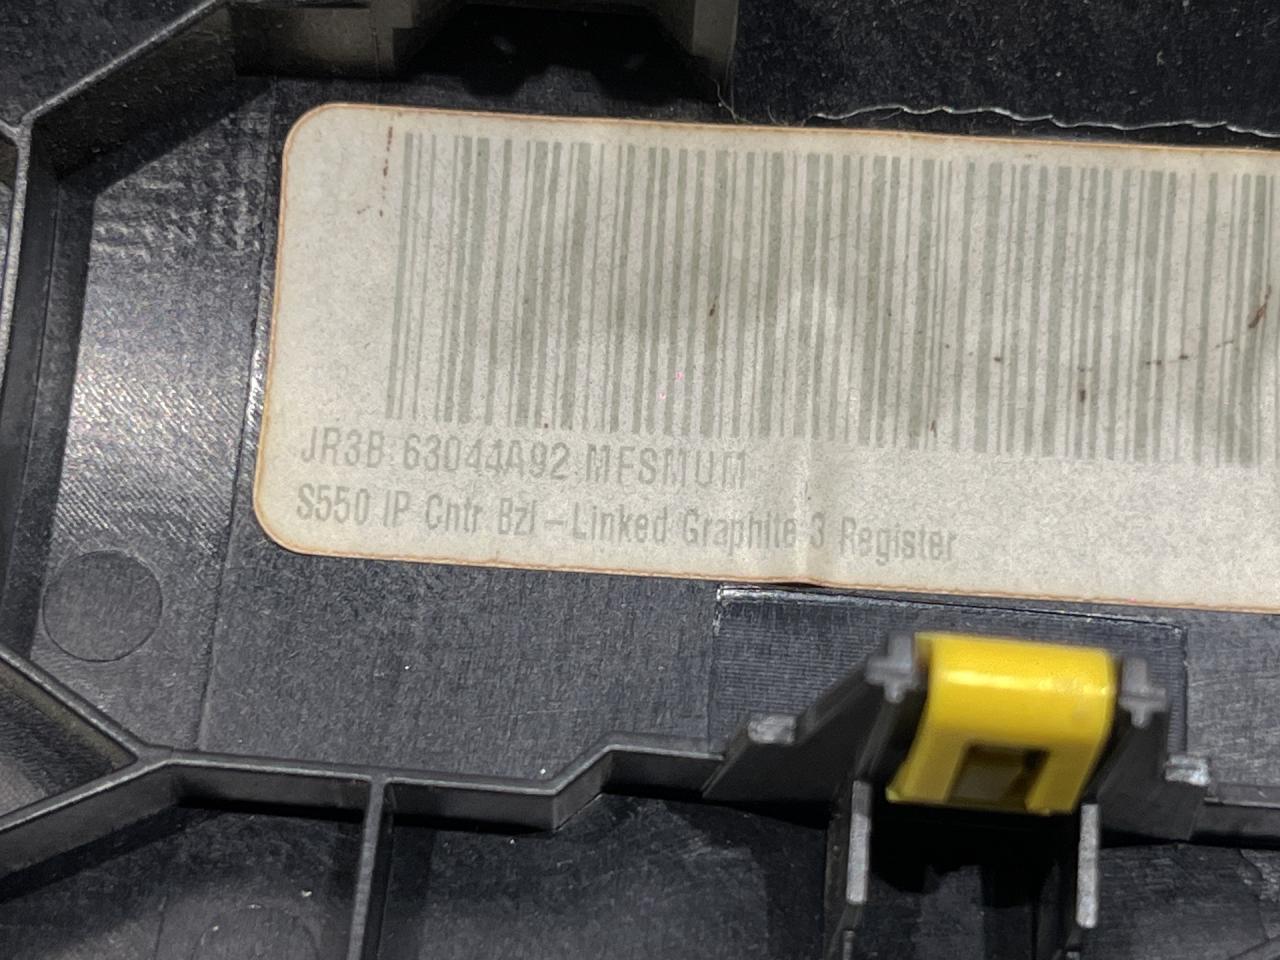 JR3B 63044A92 MFSMUM
S550 IP Cntr Bzl – Linked Graphite 3 Register